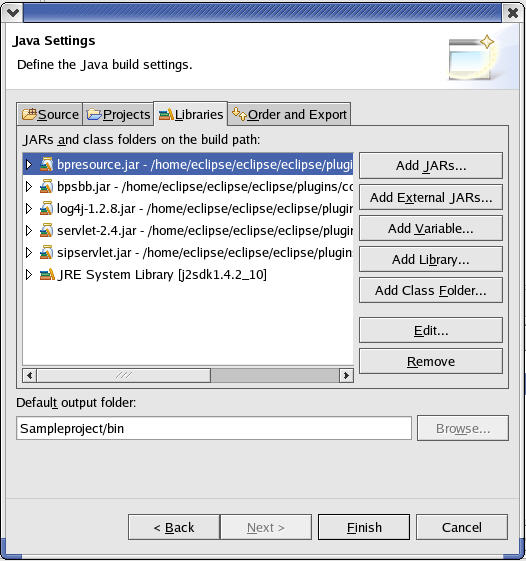 Java Settings
Define the Java build settings.
Source Projects Libraries Order and Export
JARs and class folders on the build path:
bpresource.jar - /home/eclipse/eclipse/eclipse/plugi
bpsbb.jar - /home/eclipse/eclipse/eclipse/plugins/co
log4j-1.2.8.jar - /home/eclipse/eclipse/eclipse/plugin
servlet-2.4.jar - /home/eclipse/eclipse/eclipse/plugin
sipservlet.jar - /home/eclipse/eclipse/eclipse/plugins
JRE System Library [j2sdk1.4.2_10]
Add JARs...
Add External JARs...
Add Variable...
Add Library...
Add Class Folder...
Edit...
Remove
Default output folder:
Sampleproject/bin
Browse...
< Back Next > Finish Cancel